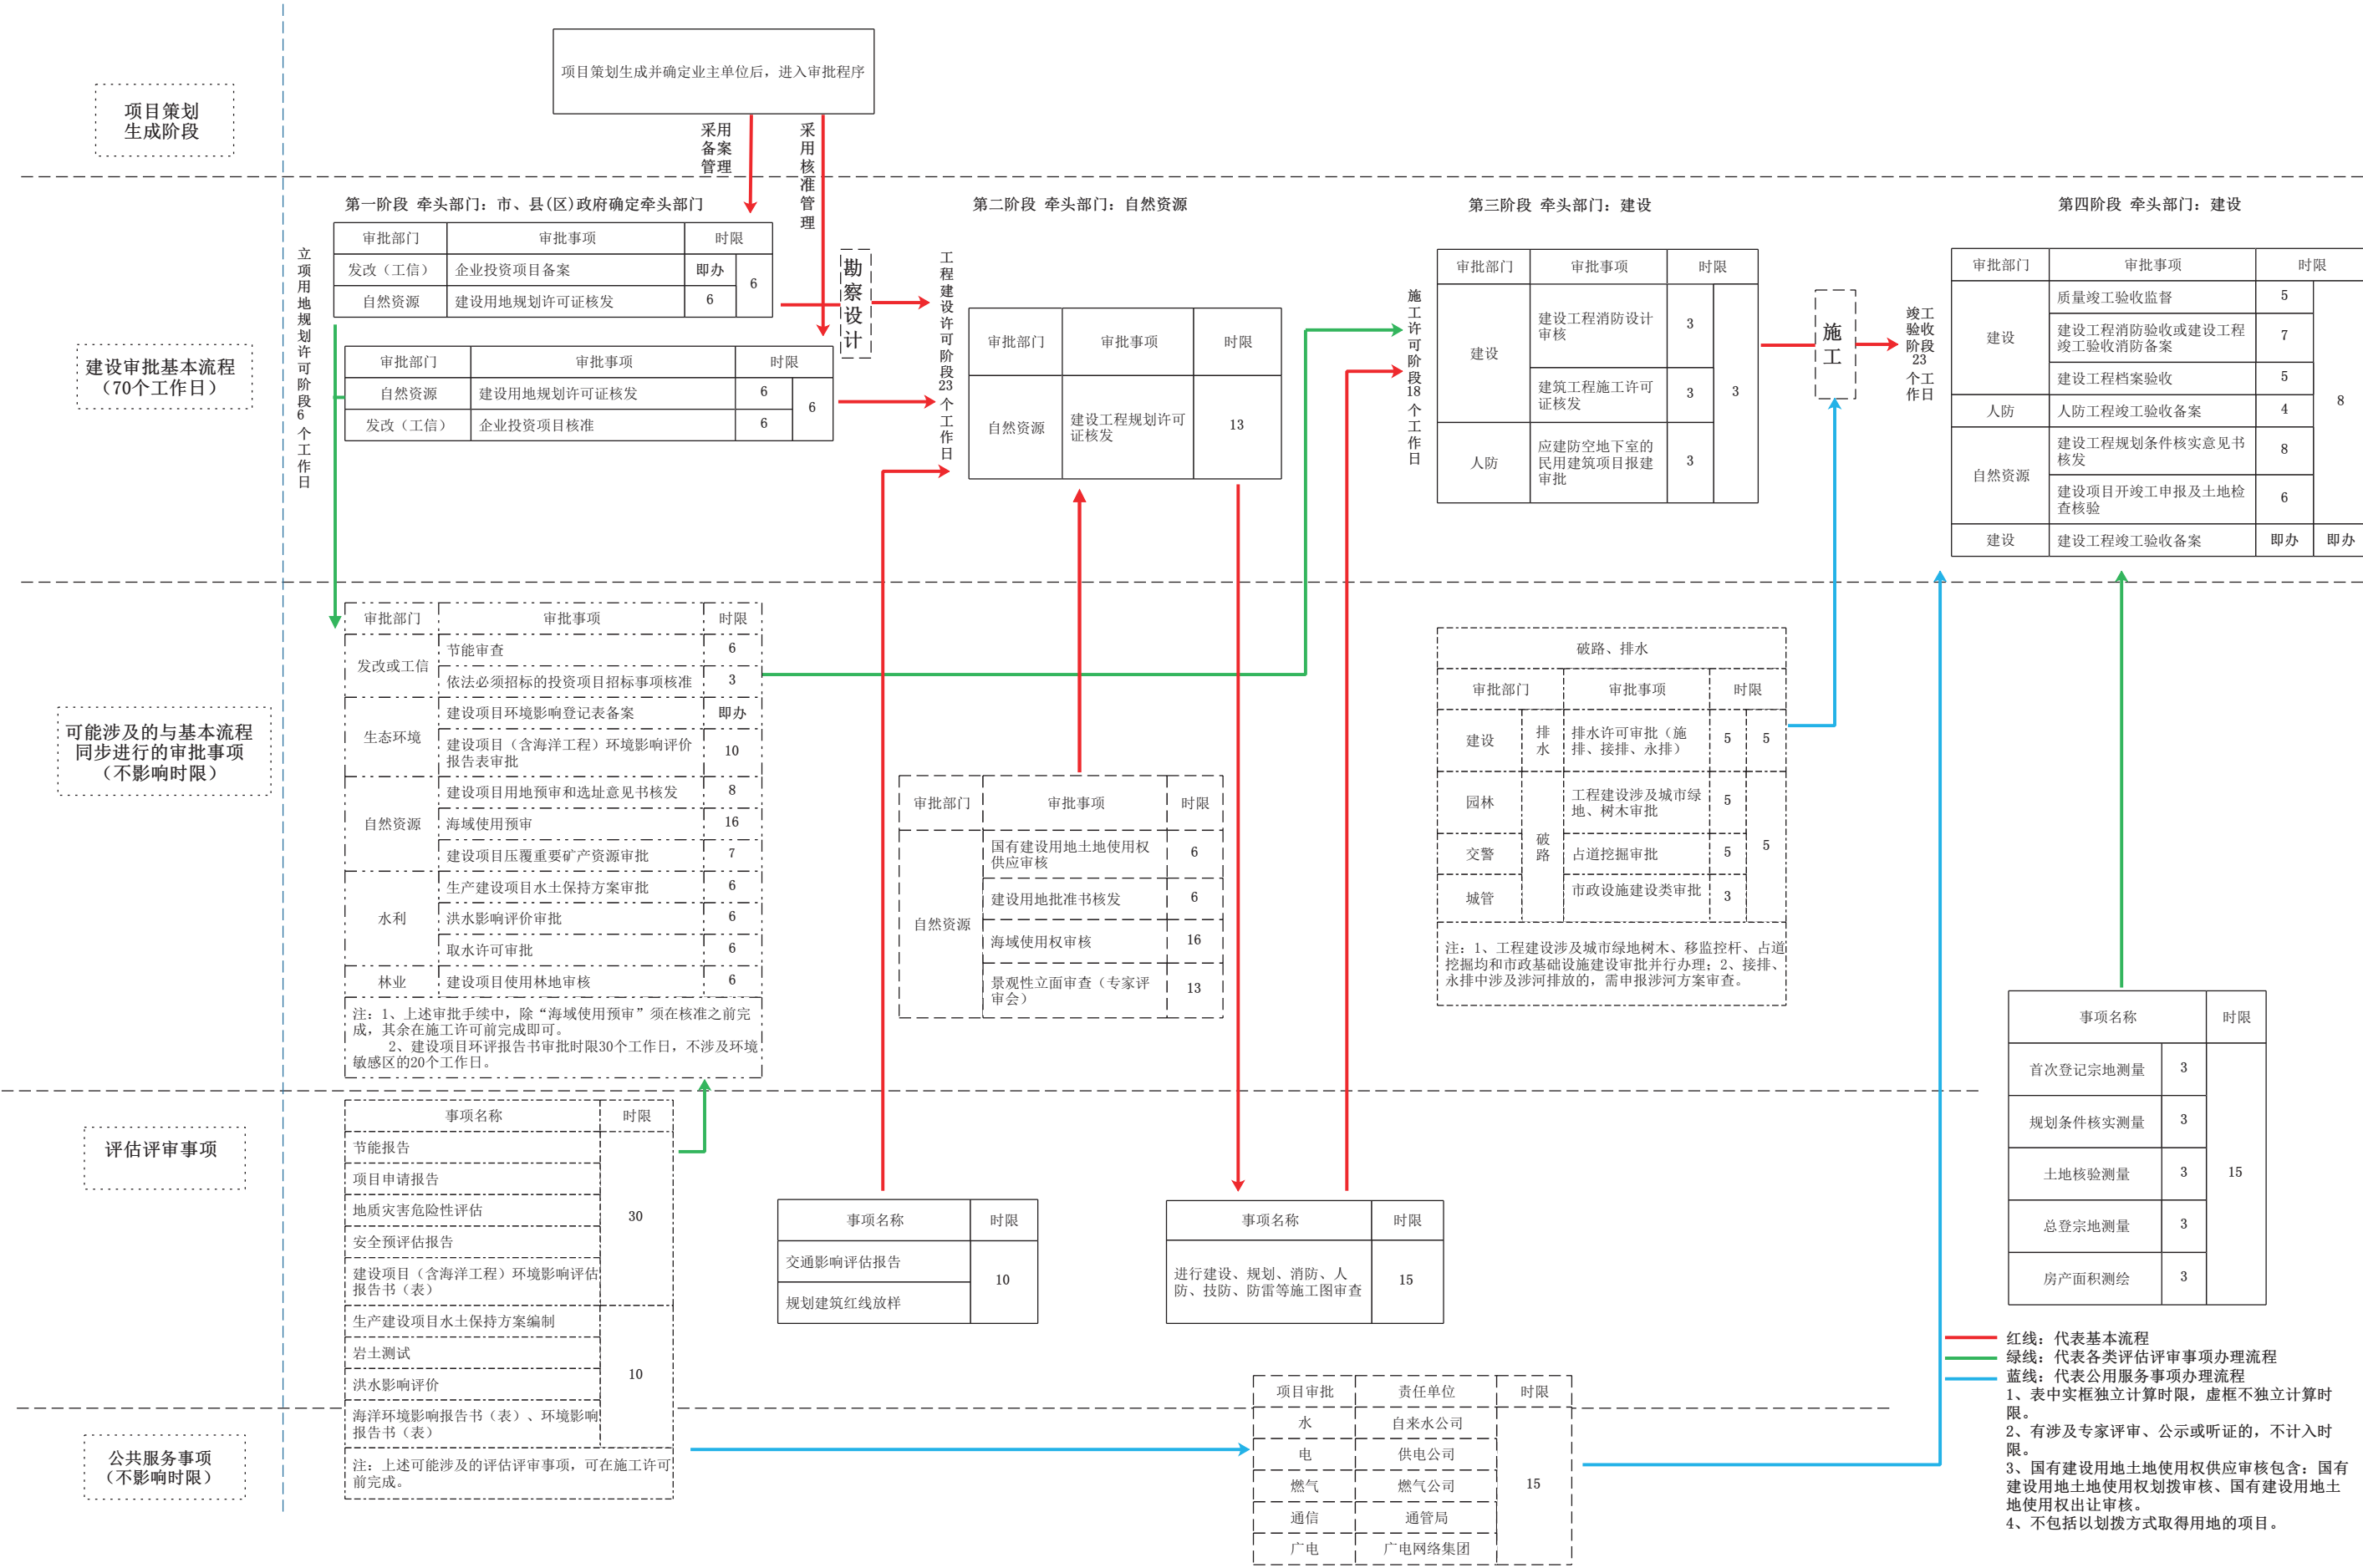 项目策划
生成阶段
项目策划生成并确定业主单位后，进入审批程序
采用
备案
管理
采用核准管理
建设审批基本流程
（70个工作日）
立项用地规划许可阶段6个工作日
第一阶段 牵头部门：市、县(区)政府确定牵头部门
审批部门 审批事项 时限
发改（工信） 企业投资项目备案 即办 6
自然资源 建设用地规划许可证核发 6
审批部门 审批事项 时限
自然资源 建设用地规划许可证核发 6 6
发改（工信） 企业投资项目核准 6
勘察设计
工程建设许可阶段23个工作日
第二阶段 牵头部门：自然资源
审批部门 审批事项 时限
自然资源 建设工程规划许可
证核发 13
施工许可阶段18个工作日
第三阶段 牵头部门：建设
审批部门 审批事项 时限
建设 建设工程消防设计
审核 3 3
建筑工程施工许可
证核发 3
人防 应建防空地下室的
民用建筑项目报建
审批 3
施工
竣工
验收
阶段
23
个工
作日
第四阶段 牵头部门：建设
审批部门 审批事项 时限
建设 质量竣工验收监督 5 8
建设工程消防验收或建设工程
竣工验收消防备案 7
建设工程档案验收 5
人防 人防工程竣工验收备案 4
自然资源 建设工程规划条件核实意见书
核发 8
建设项目开竣工申报及土地检
查核验 6
建设 建设工程竣工验收备案 即办 即办
可能涉及的与基本流程
同步进行的审批事项
（不影响时限）
审批部门 审批事项 时限
发改或工信 节能审查 6
依法必须招标的投资项目招标事项核准 3
生态环境 建设项目环境影响登记表备案 即办
建设项目（含海洋工程）环境影响评价
报告表审批 10
自然资源 建设项目用地预审和选址意见书核发 8
海域使用预审 16
建设项目压覆重要矿产资源审批 7
水利 生产建设项目水土保持方案审批 6
洪水影响评价审批 6
取水许可审批 6
林业 建设项目使用林地审核 6
注：1、上述审批手续中，除“海域使用预审”须在核准之前完
成，其余在施工许可前完成即可。
2、建设项目环评报告书审批时限30个工作日，不涉及环境
敏感区的20个工作日。
审批部门 审批事项 时限
自然资源 国有建设用地土地使用权
供应审核 6
建设用地批准书核发 6
海域使用权审核 16
景观性立面审查（专家评
审会） 13
破路、排水
审批部门 审批事项 时限
建设 排水 排水许可审批（施
排、接排、永排） 5 5
园林 破路 工程建设涉及城市绿
地、树木审批 5 5
交警 占道挖掘审批 5
城管 市政设施建设类审批 3
注：1、工程建设涉及城市绿地树木、移监控杆、占道
挖掘均和市政基础设施建设审批并行办理；2、接排、
永排中涉及涉河排放的，需申报涉河方案审查。
事项名称 时限
首次登记宗地测量 3 15
规划条件核实测量 3
土地核验测量 3
总登宗地测量 3
房产面积测绘 3
评估评审事项
事项名称 时限
节能报告 30
项目申请报告
地质灾害危险性评估
安全预评估报告
建设项目（含海洋工程）环境影响评估
报告书（表）
生产建设项目水土保持方案编制 10
岩土测试
洪水影响评价
海洋环境影响报告书（表）、环境影响
报告书（表）
注：上述可能涉及的评估评审事项，可在施工许可
前完成。
事项名称 时限
交通影响评估报告 10
规划建筑红线放样
事项名称 时限
进行建设、规划、消防、人
防、技防、防雷等施工图审查 15
公共服务事项
（不影响时限）
项目审批 责任单位 时限
水 自来水公司 15
电 供电公司
燃气 燃气公司
通信 通管局
广电 广电网络集团
红线：代表基本流程
绿线：代表各类评估评审事项办理流程
蓝线：代表公用服务事项办理流程
1、表中实框独立计算时限，虚框不独立计算时
限。
2、有涉及专家评审、公示或听证的，不计入时
限。
3、国有建设用地土地使用权供应审核包含：国有
建设用地土地使用权划拨审核、国有建设用地土
地使用权出让审核。
4、不包括以划拨方式取得用地的项目。